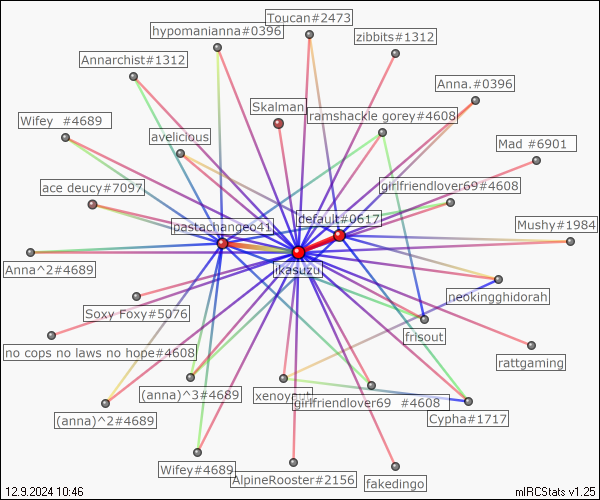 Toucan#2473
hypomanianna#0396
zibbits#1312
Annarchist#1312
Anna.#0396
Skalman
ramshackle gorey#4608
Wifey  #4689
avelicious
Mad #6901
ace deucy#7097
girlfriendlover69#4608
pastachangeo41
default#0617
Mushy#1984
Anna^2#4689
ikasuzu
neokingghidorah
Soxy Foxy#5076
frisout
no cops no laws no hope#4608
rattgaming
(anna)^3#4689
girlfriendlover69  #4608
(anna)^2#4689
Cypha#1717
Wifey#4689
AlpineRooster#2156
fakedingo
12.9.2024 10:46
mIRCStats v1.25